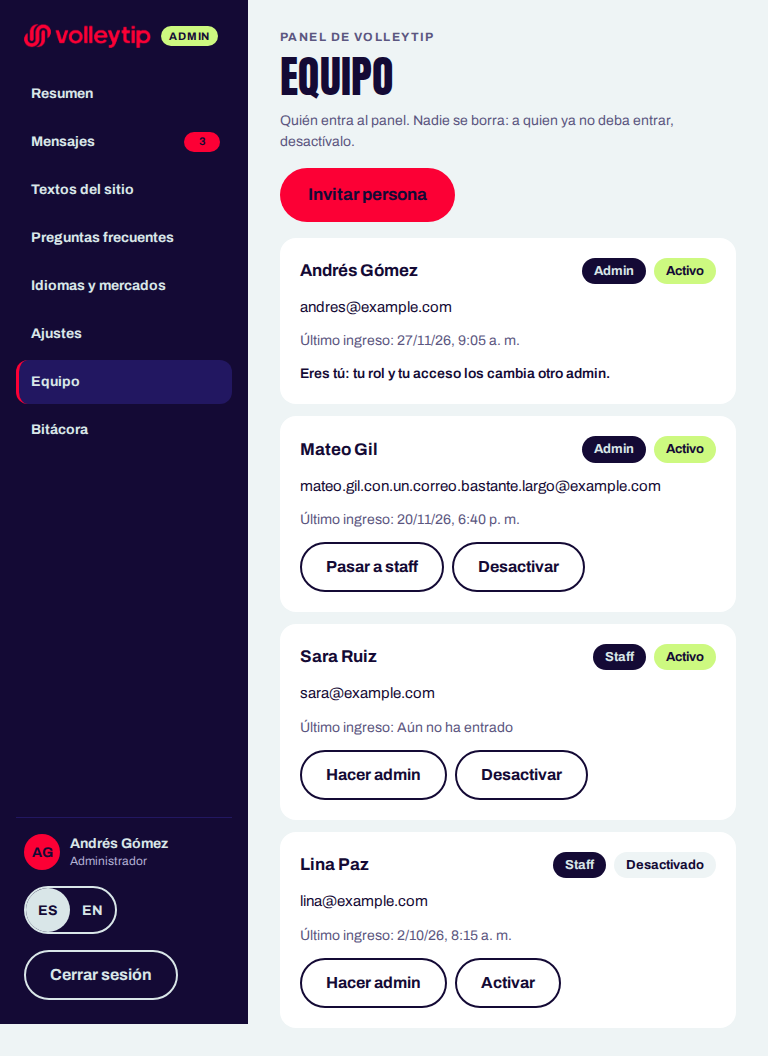 volleytip ADMIN
Resumen
Mensajes 3
Textos del sitio
Preguntas frecuentes
Idiomas y mercados
Ajustes
Equipo
Bitácora
AG Andrés Gómez
Administrador
ES EN
Cerrar sesión
PANEL DE VOLLEYTIP
EQUIPO
Quién entra al panel. Nadie se borra: a quien ya no deba entrar,
desactívalo.
Invitar persona
Andrés Gómez Admin Activo
andres@example.com
Último ingreso: 27/11/26, 9:05 a. m.
Eres tú: tu rol y tu acceso los cambia otro admin.
Mateo Gil Admin Activo
mateo.gil.con.un.correo.bastante.largo@example.com
Último ingreso: 20/11/26, 6:40 p. m.
Pasar a staff Desactivar
Sara Ruiz Staff Activo
sara@example.com
Último ingreso: Aún no ha entrado
Hacer admin Desactivar
Lina Paz Staff Desactivado
lina@example.com
Último ingreso: 2/10/26, 8:15 a. m.
Hacer admin Activar